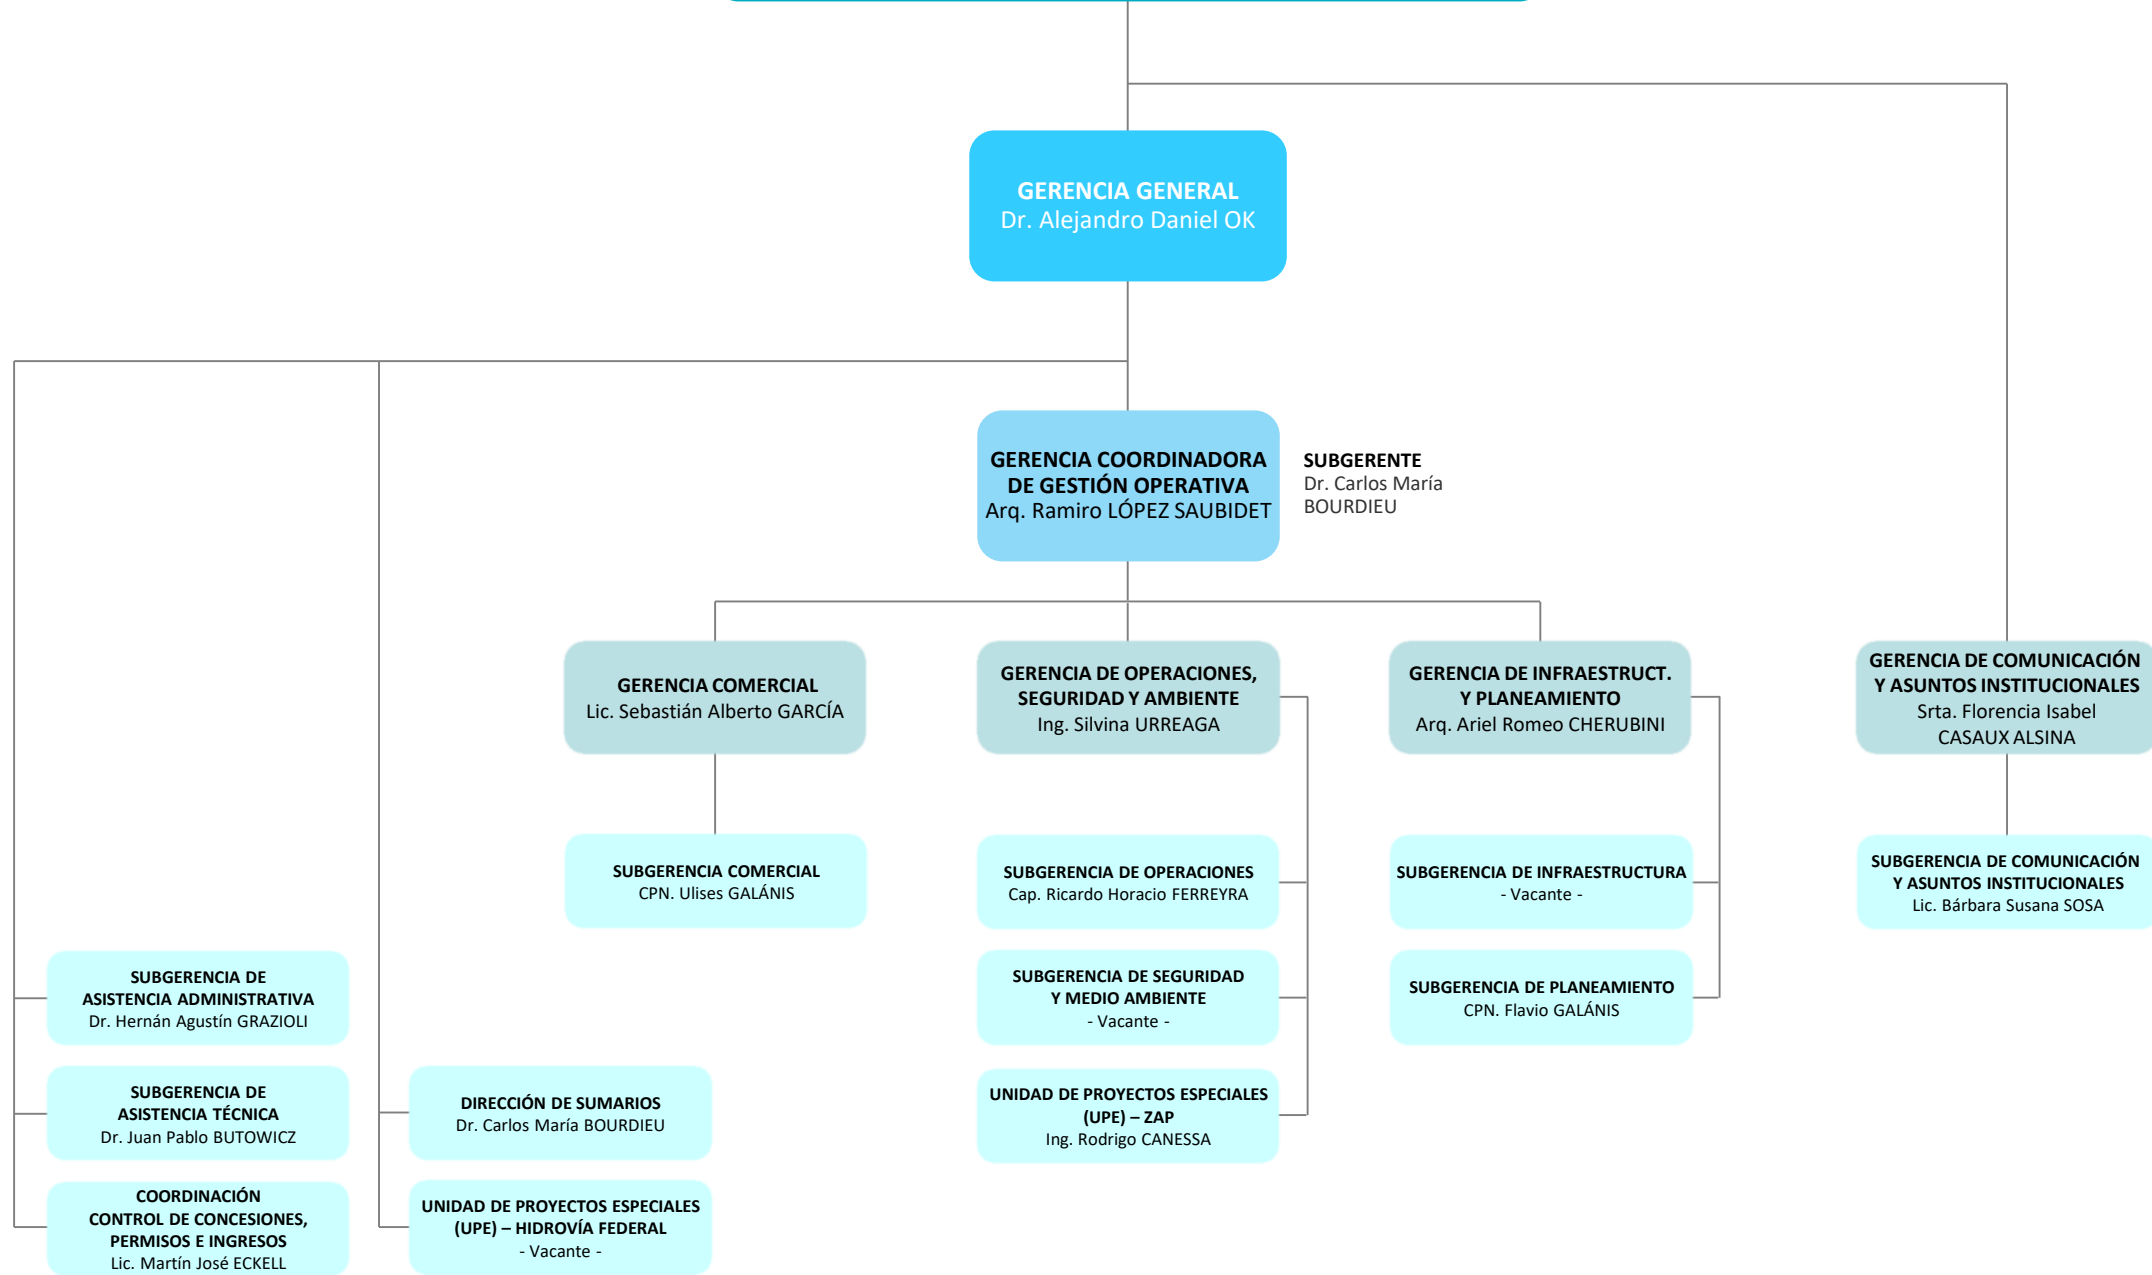 GERENCIA GENERAL
Dr. Alejandro Daniel OK
GERENCIA COORDINADORA
DE GESTIÓN OPERATIVA
Arq. Ramiro LÓPEZ SAUBIDET
SUBGERENTE
Dr. Carlos María
BOURDIEU
GERENCIA COMERCIAL
Lic. Sebastián Alberto GARCÍA
GERENCIA DE OPERACIONES,
SEGURIDAD Y AMBIENTE
Ing. Silvina URREAGA
GERENCIA DE INFRAESTRUCT.
Y PLANEAMIENTO
Arq. Ariel Romeo CHERUBINI
GERENCIA DE COMUNICACIÓN
Y ASUNTOS INSTITUCIONALES
Srta. Florencia Isabel
CASAUX ALSINA
SUBGERENCIA COMERCIAL
CPN. Ulises GALÁNIS
SUBGERENCIA DE OPERACIONES
Cap. Ricardo Horacio FERREYRA
SUBGERENCIA DE INFRAESTRUCTURA
- Vacante -
SUBGERENCIA DE COMUNICACIÓN
Y ASUNTOS INSTITUCIONALES
Lic. Bárbara Susana SOSA
SUBGERENCIA DE
ASISTENCIA ADMINISTRATIVA
Dr. Hernán Agustín GRAZIOLI
SUBGERENCIA DE SEGURIDAD
Y MEDIO AMBIENTE
- Vacante -
SUBGERENCIA DE PLANEAMIENTO
CPN. Flavio GALÁNIS
SUBGERENCIA DE
ASISTENCIA TÉCNICA
Dr. Juan Pablo BUTOWICZ
DIRECCIÓN DE SUMARIOS
Dr. Carlos María BOURDIEU
UNIDAD DE PROYECTOS ESPECIALES
(UPE) – ZAP
Ing. Rodrigo CANESSA
COORDINACIÓN
CONTROL DE CONCESIONES,
PERMISOS E INGRESOS
Lic. Martín José ECKELL
UNIDAD DE PROYECTOS ESPECIALES
(UPE) – HIDROVÍA FEDERAL
- Vacante -